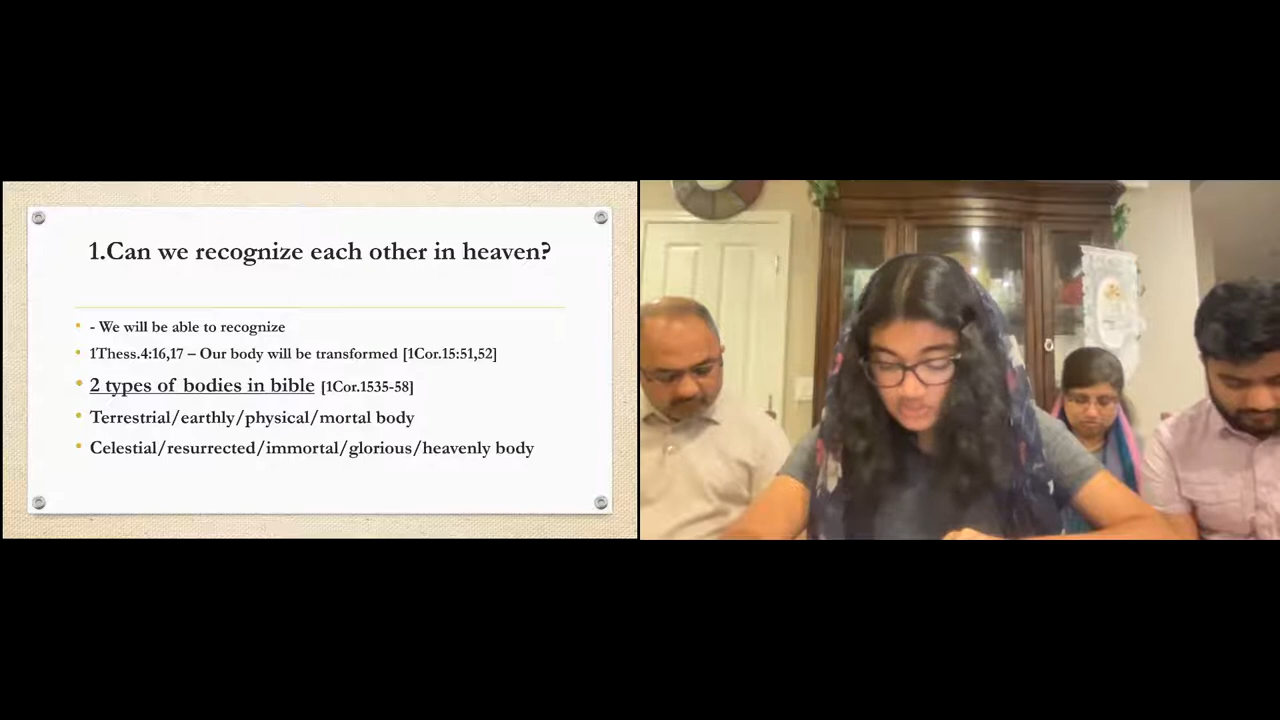 1.Can we recognize each other in heaven?
- We will be able to recognize
1Thess.4:16,17 – Our body will be transformed [1Cor.15:51,52]
2 types of bodies in bible [1Cor.1535-58]
Terrestrial/earthly/physical/mortal body
Celestial/resurrected/immortal/glorious/heavenly body